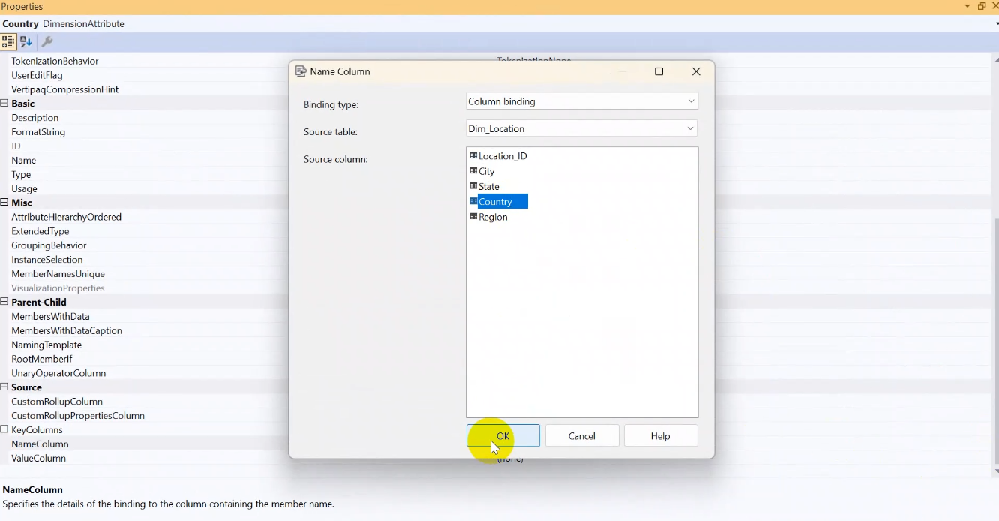 Properties
Country DimensionAttribute
TokenizationBehavior
UserEditFlag
VertipaqCompressionHint
Basic
Description
FormatString
ID
Name
Type
Usage
Misc
AttributeHierarchyOrdered
ExtendedType
GroupingBehavior
InstanceSelection
MemberNamesUnique
VisualizationProperties
Parent-Child
MembersWithData
MembersWithDataCaption
NamingTemplate
RootMemberIf
UnaryOperatorColumn
Source
CustomRollupColumn
CustomRollupPropertiesColumn
KeyColumns
NameColumn
ValueColumn
TokenizationNone
Name Column
Binding type:
Column binding
Source table:
Dim_Location
Source column:
Location_ID
City
State
Country
Region
OK Cancel Help
(none)
NameColumn
Specifies the details of the binding to the column containing the member name.